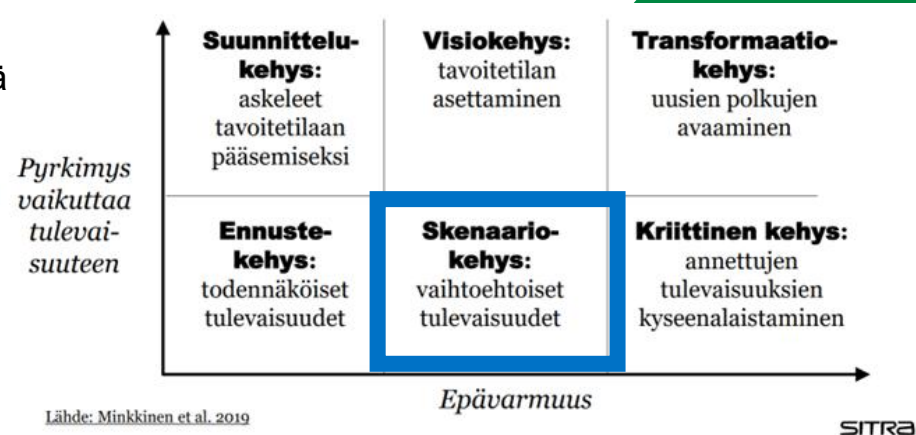 ä
Suunnittelu-
kehys:
askeleet
tavoitetilaan
pääsemiseksi
Visiokehys:
tavoitetilan
asettaminen
Transformaatio-
kehys:
uusien polkujen
avaaminen
Pyrkimys
vaikuttaa
tulevai-
suuteen
Ennuste-
kehys:
todennäköiset
tulevaisuudet
Skenaario-
kehys:
vaihtoehtoiset
tulevaisuudet
Kriittinen kehys:
annettujen
tulevaisuuksien
kyseenalaistaminen
Epävarmuus
Lähde: Minkkinen et al. 2019
SITRA